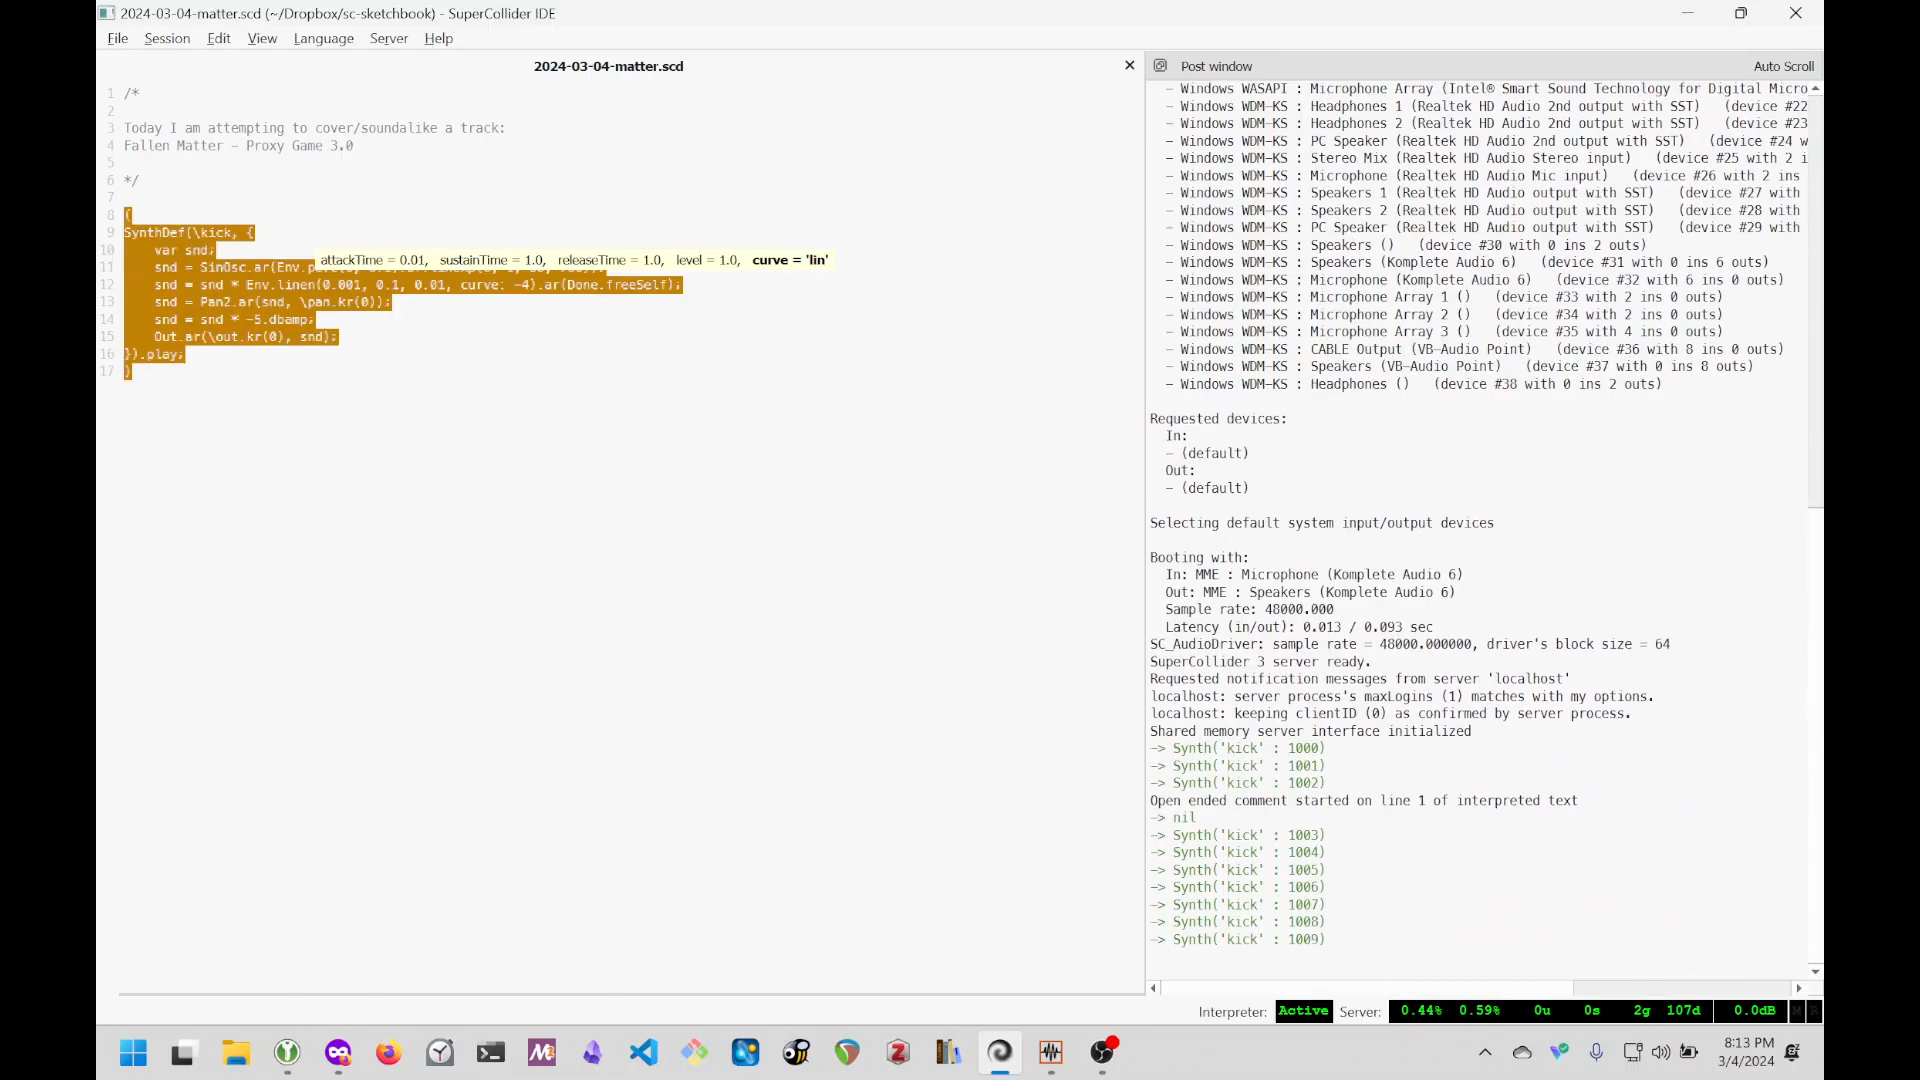 2024-03-04-matter.scd (~/Dropbox/sc-sketchbook) - SuperCollider IDE
File Session Edit View Language Server Help
2024-03-04-matter.scd
1 /*
2
3 Today I am attempting to cover/soundalike a track:
4 Fallen Matter - Proxy Game 3.0
5
6 */
7
8 (
9 SynthDef(\kick, {
10 var snd;
attackTime = 0.01, sustainTime = 1.0, releaseTime = 1.0, level = 1.0, curve = 'lin'
11 snd = SinOsc.ar(Env.
12 snd = snd * Env.linen(0.001, 0.1, 0.01, curve: -4).ar(Done.freeSelf);
13 snd = Pan2.ar(snd, \pan.kr(0));
14 snd = snd * -5.dbamp;
15 Out.ar(\out.kr(0), snd);
16 }).play;
17 )
Post window Auto Scroll
- Windows WASAPI : Microphone Array (Intel® Smart Sound Technology for Digital Micro
- Windows WDM-KS : Headphones 1 (Realtek HD Audio 2nd output with SST) (device #22
- Windows WDM-KS : Headphones 2 (Realtek HD Audio 2nd output with SST) (device #23
- Windows WDM-KS : PC Speaker (Realtek HD Audio 2nd output with SST) (device #24 w
- Windows WDM-KS : Stereo Mix (Realtek HD Audio Stereo input) (device #25 with 2 i
- Windows WDM-KS : Microphone (Realtek HD Audio Mic input) (device #26 with 2 ins
- Windows WDM-KS : Speakers 1 (Realtek HD Audio output with SST) (device #27 with
- Windows WDM-KS : Speakers 2 (Realtek HD Audio output with SST) (device #28 with
- Windows WDM-KS : PC Speaker (Realtek HD Audio output with SST) (device #29 with
- Windows WDM-KS : Speakers () (device #30 with 0 ins 2 outs)
- Windows WDM-KS : Speakers (Komplete Audio 6) (device #31 with 0 ins 6 outs)
- Windows WDM-KS : Microphone (Komplete Audio 6) (device #32 with 6 ins 0 outs)
- Windows WDM-KS : Microphone Array 1 () (device #33 with 2 ins 0 outs)
- Windows WDM-KS : Microphone Array 2 () (device #34 with 2 ins 0 outs)
- Windows WDM-KS : Microphone Array 3 () (device #35 with 4 ins 0 outs)
- Windows WDM-KS : CABLE Output (VB-Audio Point) (device #36 with 8 ins 0 outs)
- Windows WDM-KS : Speakers (VB-Audio Point) (device #37 with 0 ins 8 outs)
- Windows WDM-KS : Headphones () (device #38 with 0 ins 2 outs)
Requested devices:
In:
- (default)
Out:
- (default)
Selecting default system input/output devices
Booting with:
In: MME : Microphone (Komplete Audio 6)
Out: MME : Speakers (Komplete Audio 6)
Sample rate: 48000.000
Latency (in/out): 0.013 / 0.093 sec
SC_AudioDriver: sample rate = 48000.000000, driver's block size = 64
SuperCollider 3 server ready.
Requested notification messages from server 'localhost'
localhost: server process's maxLogins (1) matches with my options.
localhost: keeping clientID (0) as confirmed by server process.
Shared memory server interface initialized
-> Synth('kick' : 1000)
-> Synth('kick' : 1001)
-> Synth('kick' : 1002)
Open ended comment started on line 1 of interpreted text
-> nil
-> Synth('kick' : 1003)
-> Synth('kick' : 1004)
-> Synth('kick' : 1005)
-> Synth('kick' : 1006)
-> Synth('kick' : 1007)
-> Synth('kick' : 1008)
-> Synth('kick' : 1009)
Interpreter: Active Server: 0.44% 0.59% 0u 0s 2g 107d 0.0dB M R
8:13 PM
3/4/2024